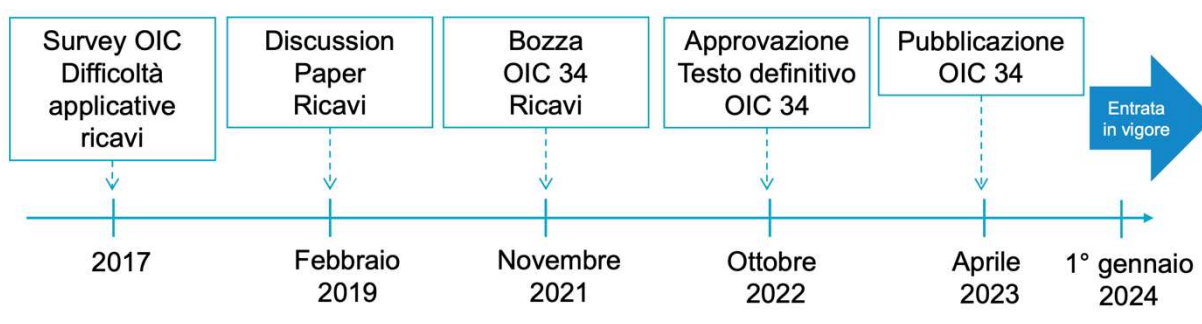 Survey OIC
Difficoltà
applicative
ricavi
Discussion
Paper
Ricavi
Bozza
OIC 34
Ricavi
Approvazione
Testo definitivo
OIC 34
Pubblicazione
OIC 34
Entrata
in vigore
2017
Febbraio
2019
Novembre
2021
Ottobre
2022
Aprile
2023
1° gennaio
2024